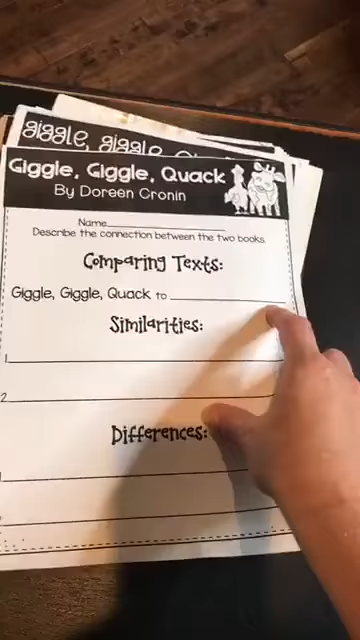 giggle, giggle,
Giggle, Giggle, Quack
By Doreen Cronin
Name
Describe the connection between the two books.
Comparing Texts:
Giggle, Giggle, Quack to
Similarities:
1
2
Differences: